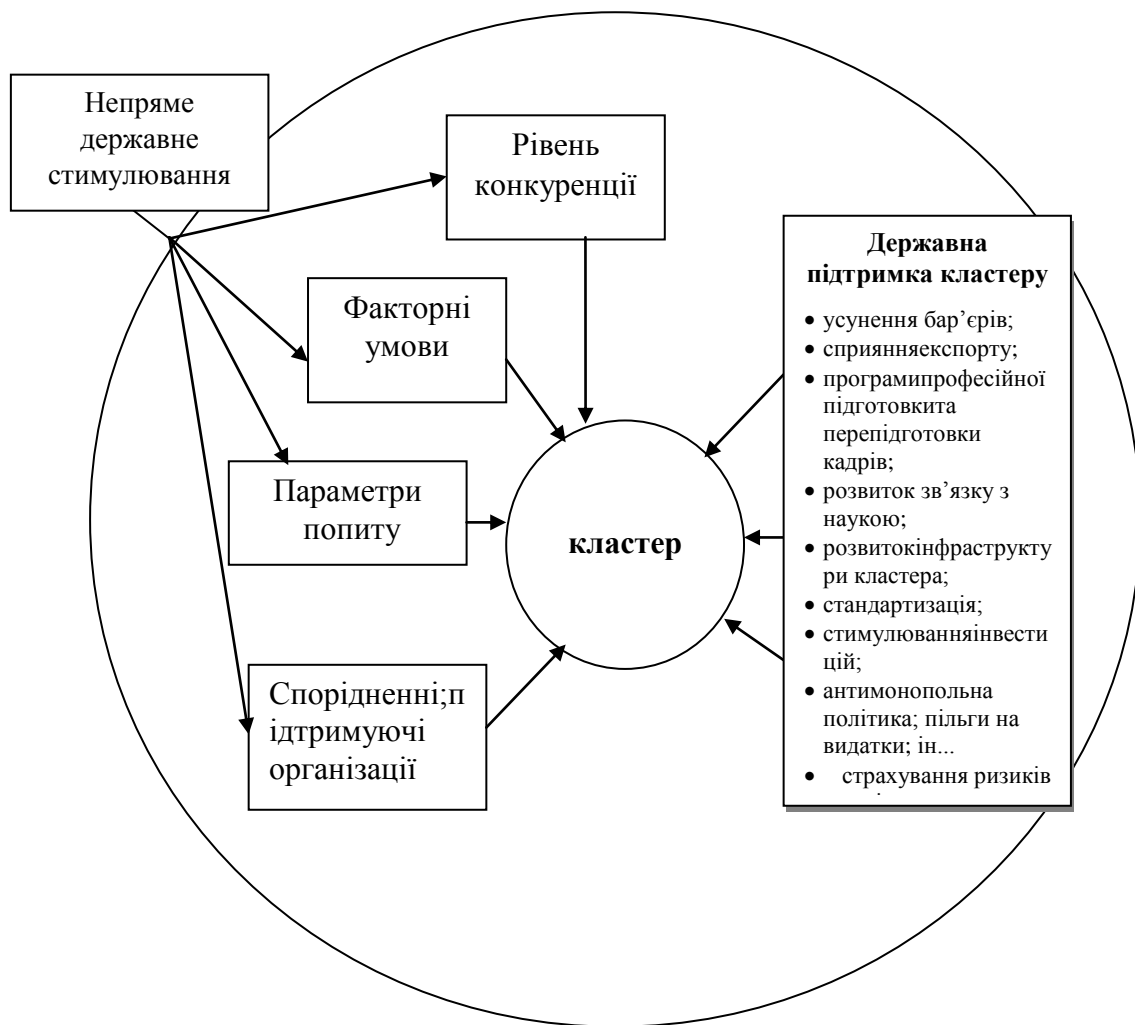 Непряме
державне
стимулювання
Рівень
конкуренції
Факторні
умови
Параметри
попиту
Спорідненні;п
ідтримуючі
організації
кластер
Державна
підтримка кластеру
• усунення бар’єрів;
• сприянняекспорту;
• програмипрофесійної
підготовкита
перепідготовки
кадрів;
• розвиток зв’язку з
наукою;
• розвитокінфраструкту
ри кластера;
• стандартизація;
• стимулюванняінвести
цій;
• антимонопольна
політика; пільги на
видатки; ін...
• страхування ризиків